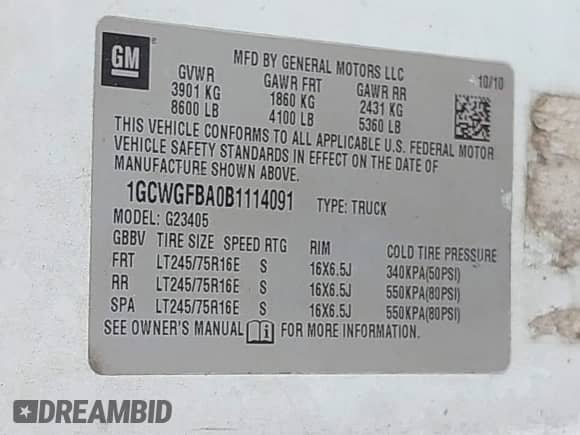 GM
MFD BY GENERAL MOTORS LLC
GVWR GAWR FRT GAWR RR 10/10
3901 KG 1860 KG 2431 KG
8600 LB 4100 LB 5360 LB
THIS VEHICLE CONFORMS TO ALL APPLICABLE U.S. FEDERAL MOTOR
VEHICLE SAFETY STANDARDS IN EFFECT ON THE DATE OF
MANUFACTURE SHOWN ABOVE.
1GCWGFBA0B1114091 TYPE: TRUCK
MODEL: G23405
GBBV TIRE SIZE SPEED RTG RIM COLD TIRE PRESSURE
FRT LT245/75R16E S 16X6.5J 340KPA(50PSI)
RR LT245/75R16E S 16X6.5J 550KPA(80PSI)
SPA LT245/75R16E S 16X6.5J 550KPA(80PSI)
SEE OWNER'S MANUAL FOR MORE INFORMATION.
DREAMBID